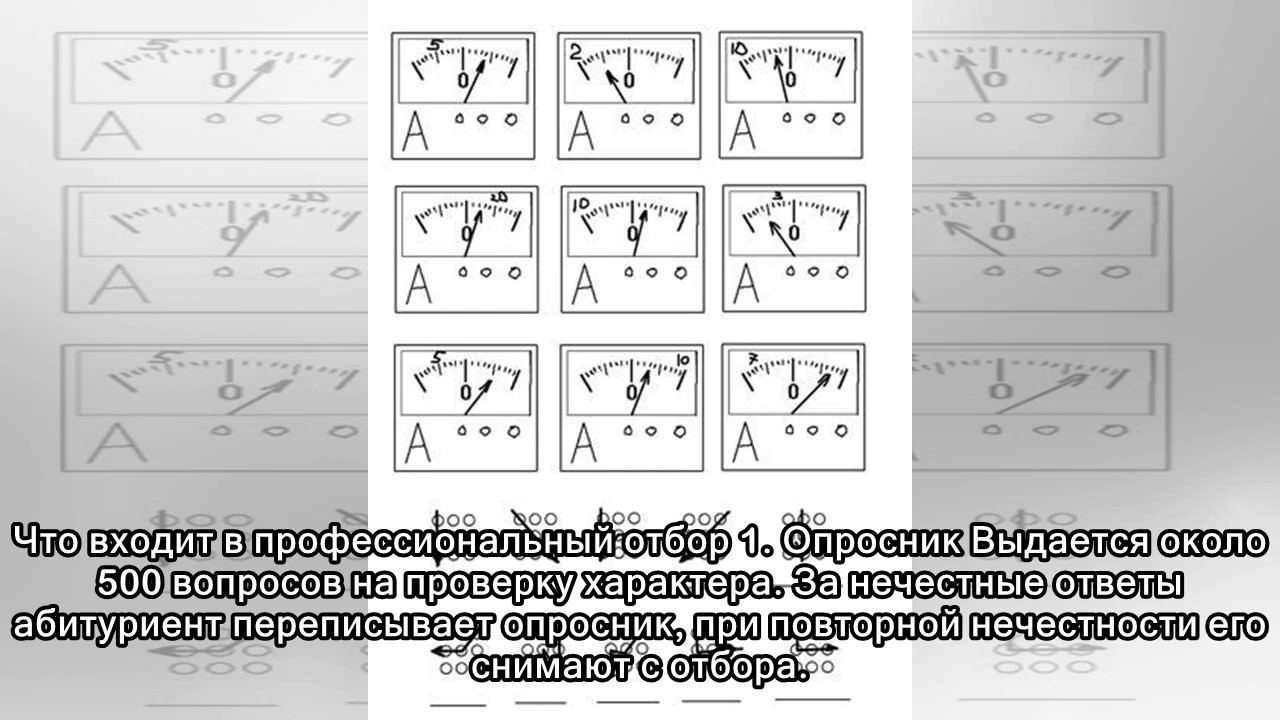 5 2 10
0 0 0
A A A
20 10 3
0 0 0
A A A
5 10 7
0 0 0
A A A
Что входит в профессиональный отбор 1. Опросник Выдается около
500 вопросов на проверку характера. За нечестные ответы
абитуриент переписывает опросник, при повторной нечестности его
снимают с отбора.